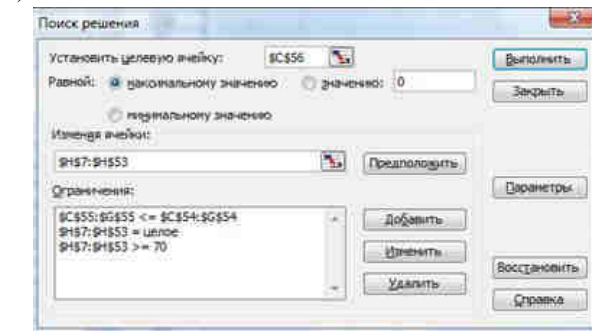 Поиск решения
Установить целевую ячейку: $C$56 Выполнить
Равной: максимальному значению значению: 0 Закрыть
минимальному значению
Изменяя ячейки:
$H$7:$H$53 Предположить
Ограничения: Параметры
$C$55:$G$55 <= $C$54:$G$54 Добавить
$H$7:$H$53 = целое
$H$7:$H$53 >= 70 Изменить
Восстановить
Удалить
Справка